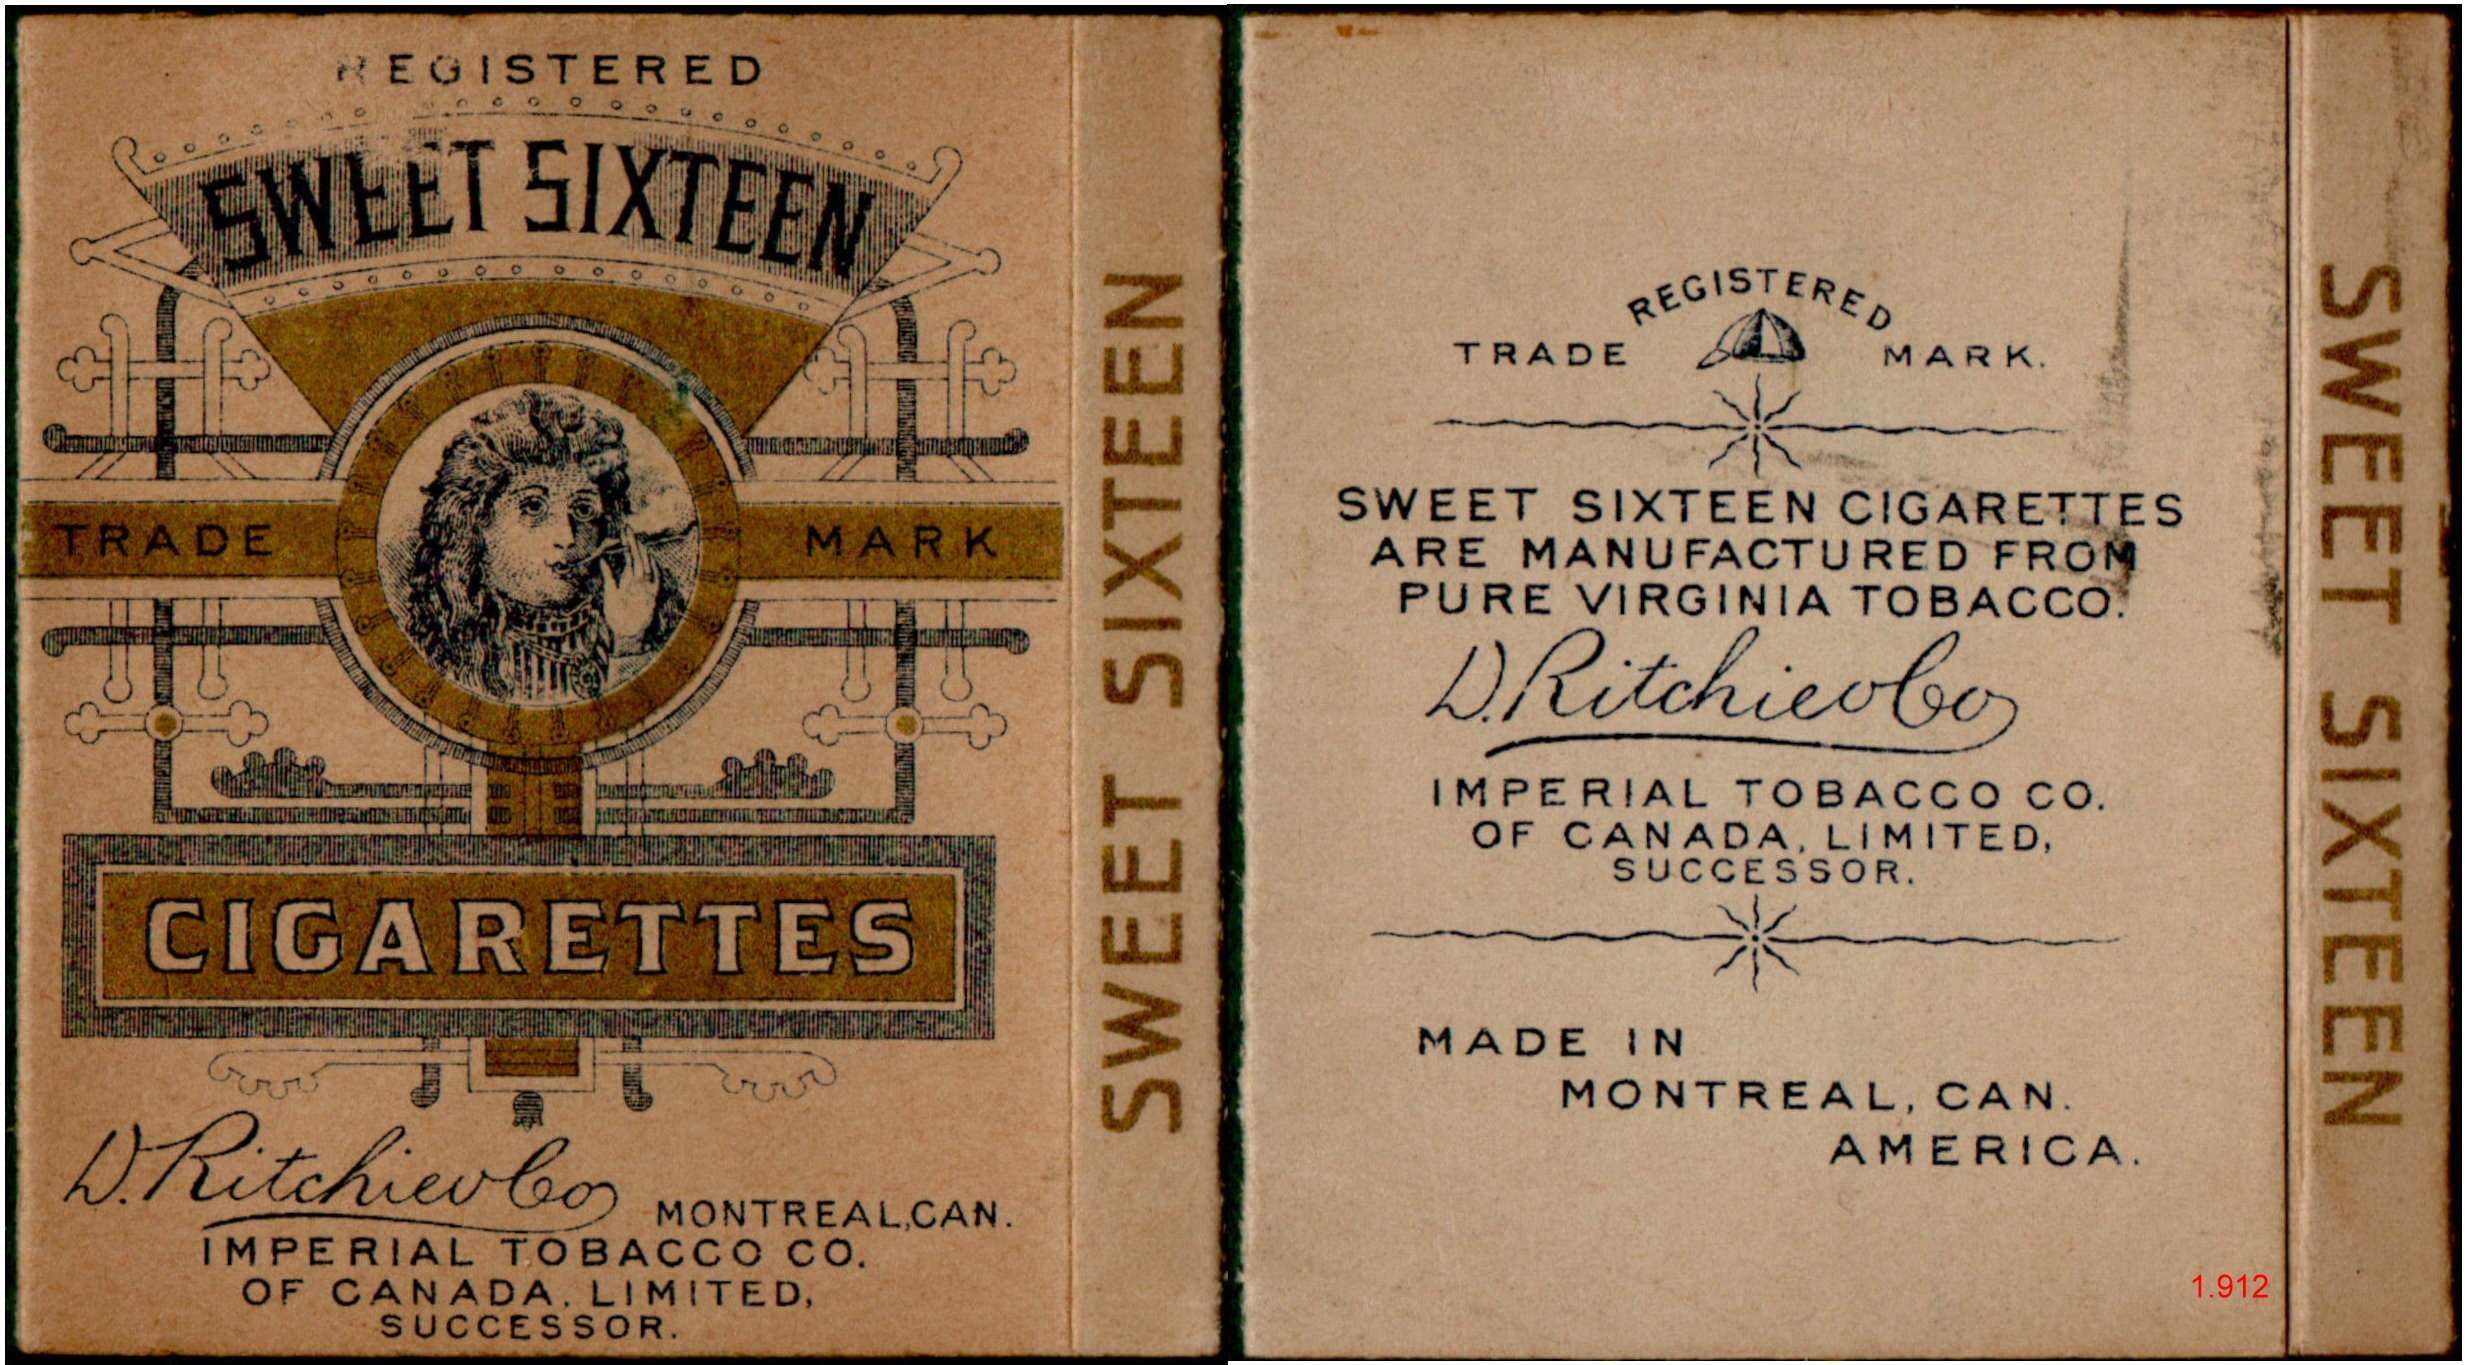 REGISTERED
SWEET SIXTEEN
TRADE MARK
CIGARETTES
D. Ritchie & Co
MONTREAL, CAN.
IMPERIAL TOBACCO CO.
OF CANADA, LIMITED,
SUCCESSOR.
SWEET SIXTEEN
REGISTERED
TRADE MARK.
SWEET SIXTEEN CIGARETTES
ARE MANUFACTURED FROM
PURE VIRGINIA TOBACCO.
D. Ritchie & Co
IMPERIAL TOBACCO CO.
OF CANADA, LIMITED,
SUCCESSOR.
MADE IN
MONTREAL, CAN.
AMERICA.
1.912
SWEET SIXTEEN